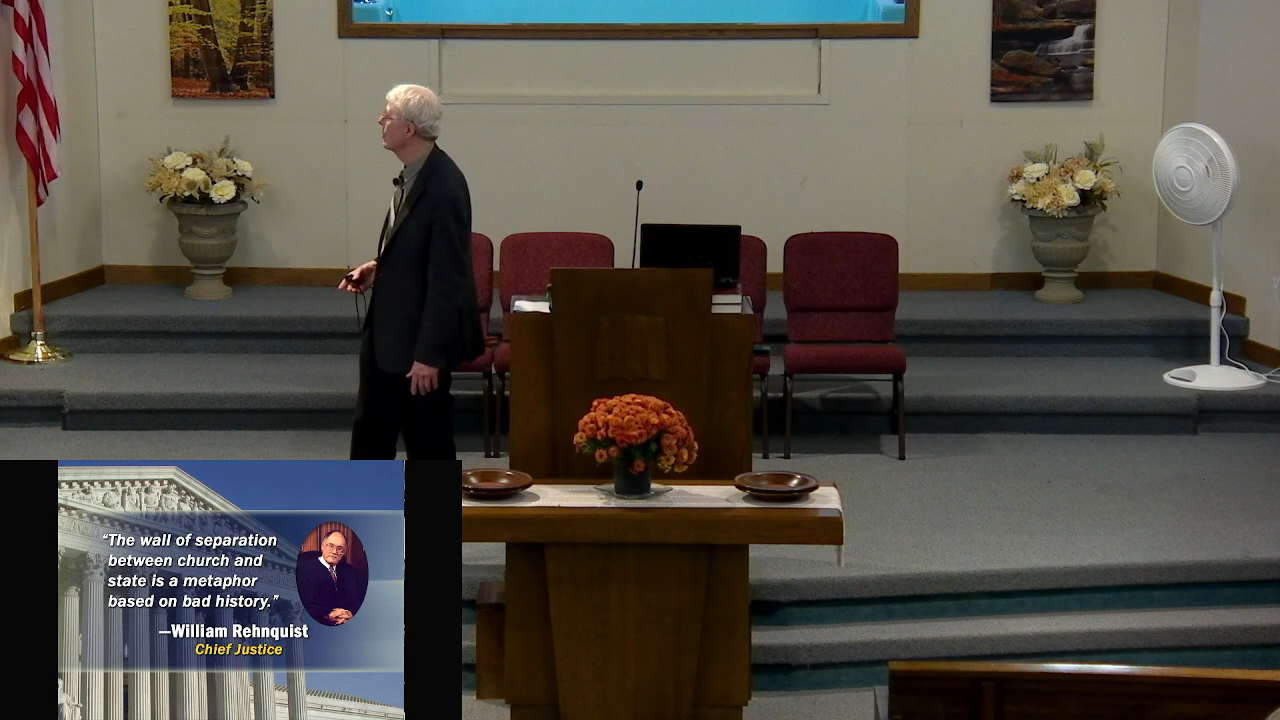 “The wall of separation
between church and
state is a metaphor
based on bad history.”
—William Rehnquist
Chief Justice